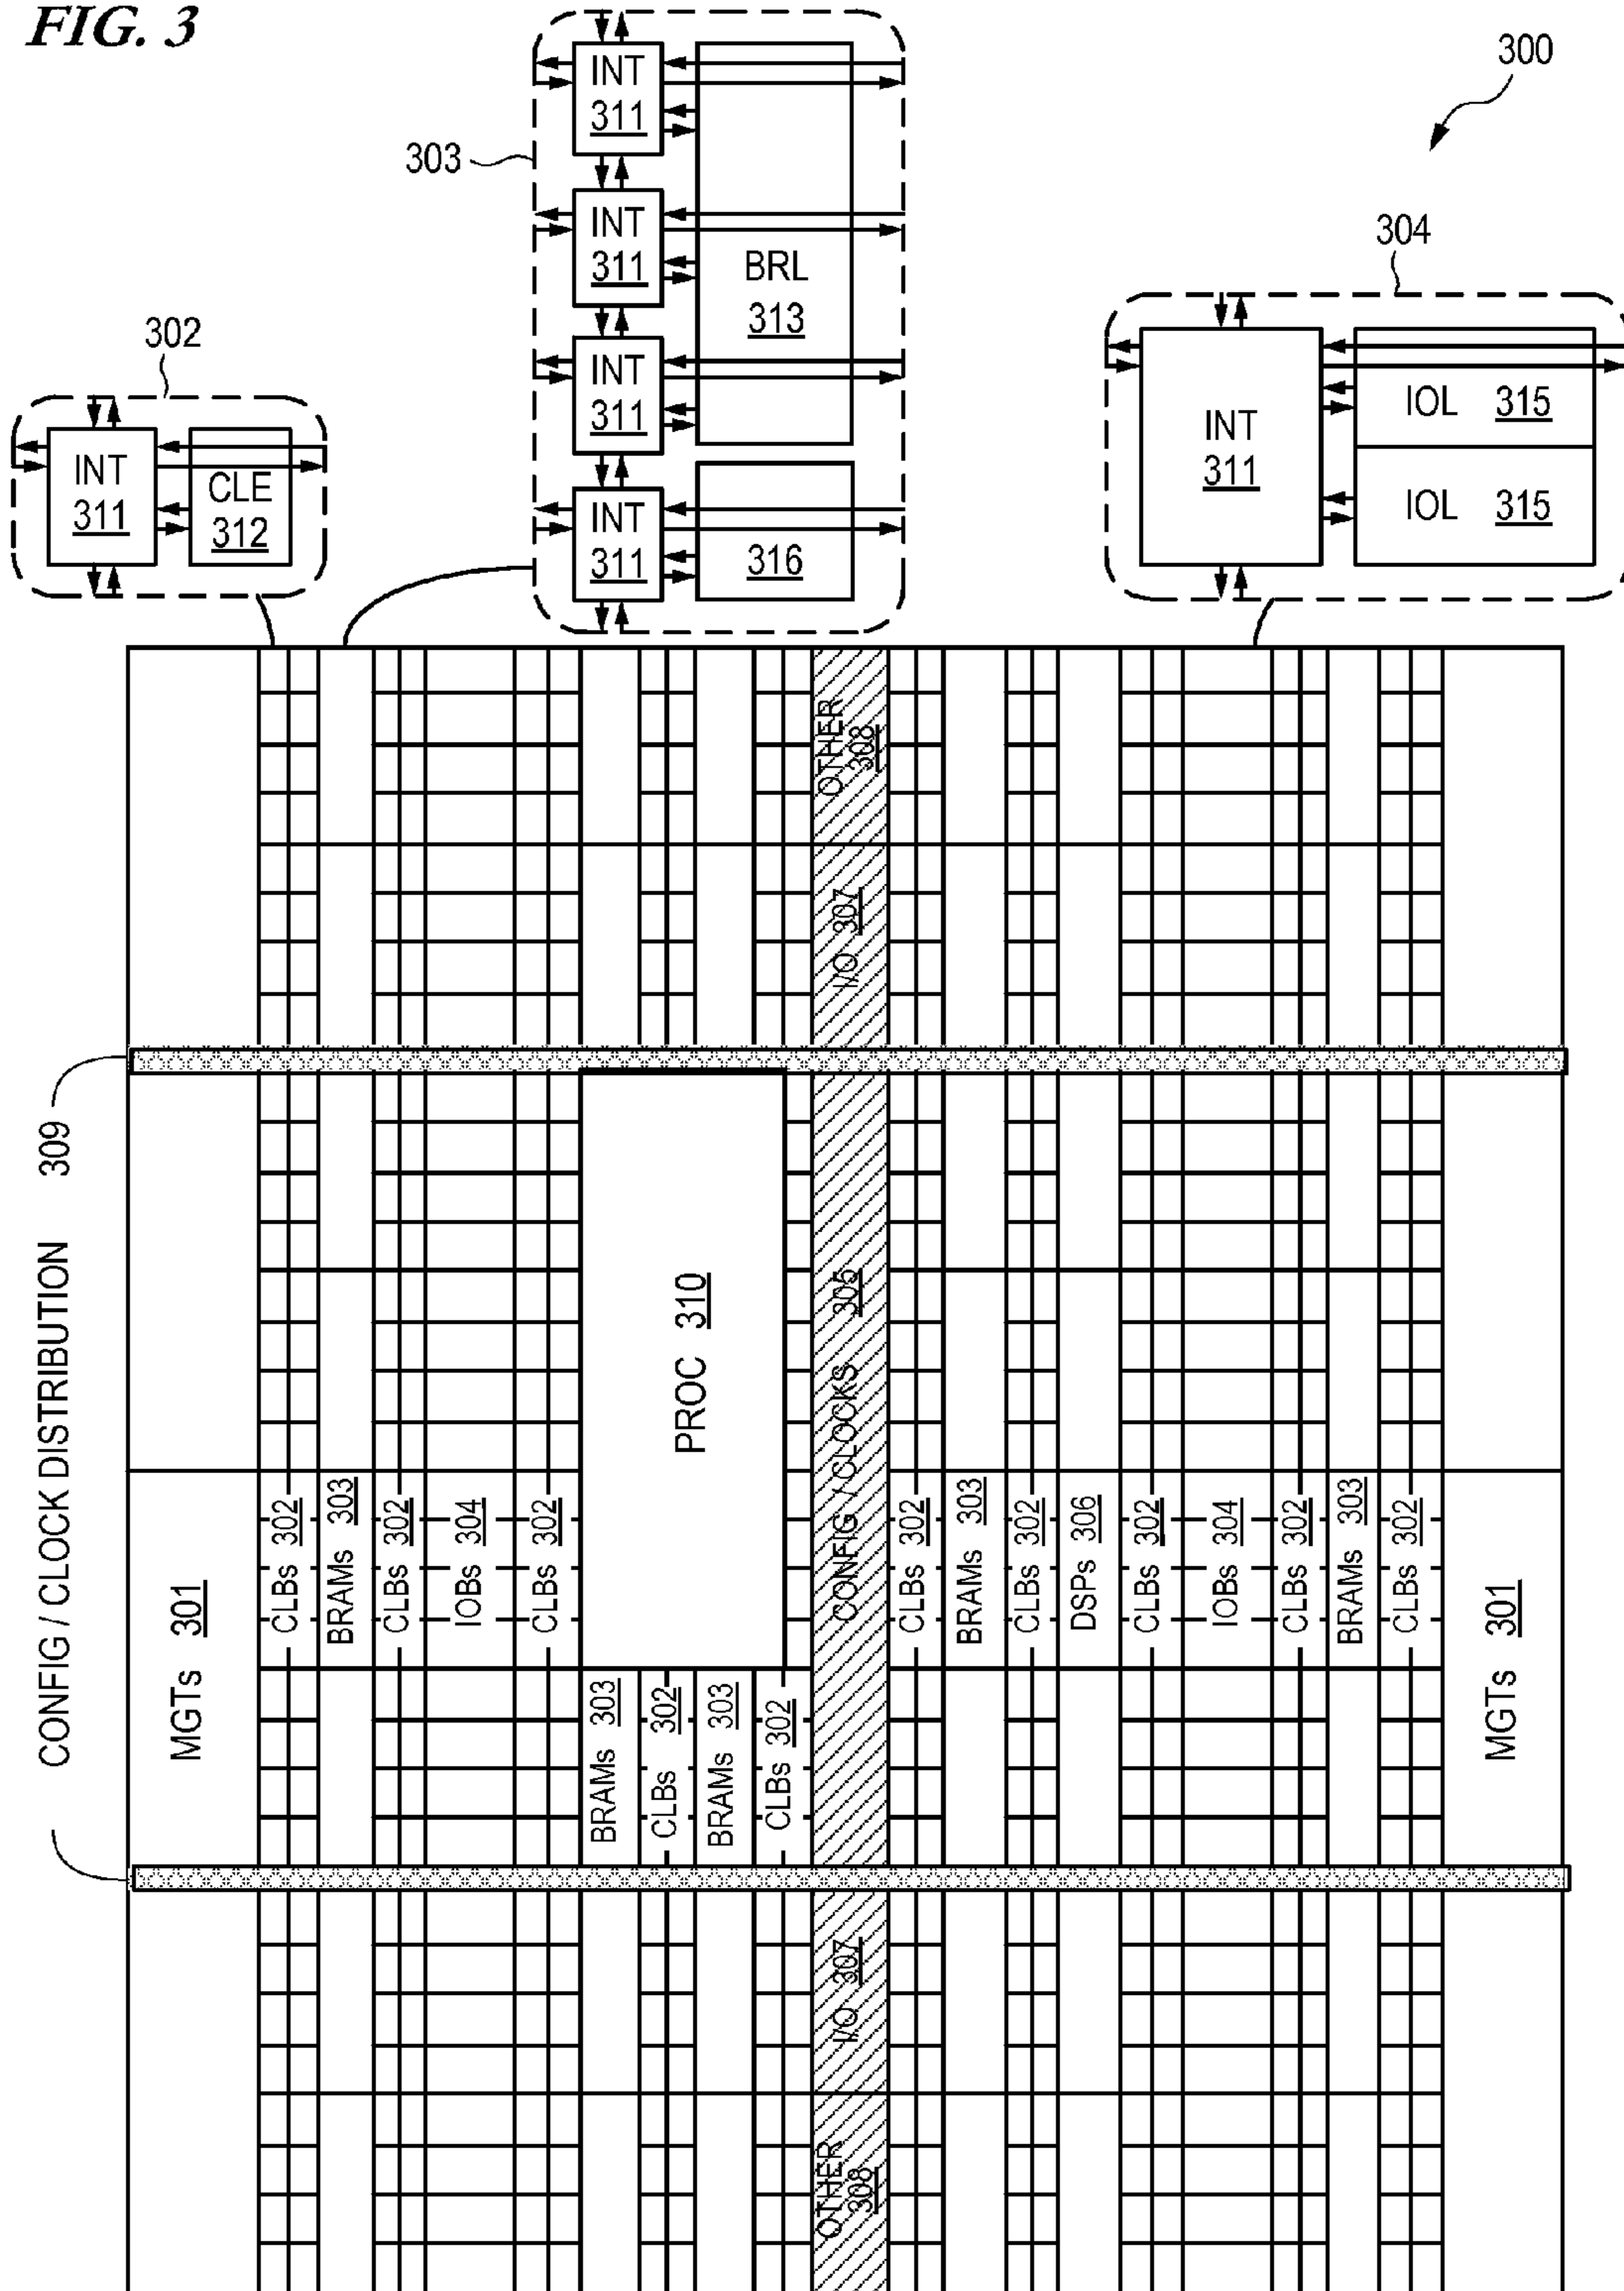 FIG. 3
300
303
INT
311
INT
311
INT
311
INT
311
BRL
313
316
304
INT
311
IOL 315
IOL 315
302
INT
311
CLE
312
OTHER
308
I/O 307
CONFIG / CLOCK DISTRIBUTION 309
PROC 310
CONFIG / CLOCKS 305
MGTs 301
CLBs 302
BRAMs 303
CLBs 302
IOBs 304
CLBs 302
BRAMs 303
CLBs 302
BRAMs 303
CLBs 302
CLBs 302
BRAMs 303
CLBs 302
DSPs 306
CLBs 302
IOBs 304
CLBs 302
BRAMs 303
CLBs 302
MGTs 301
I/O 307
OTHER
308